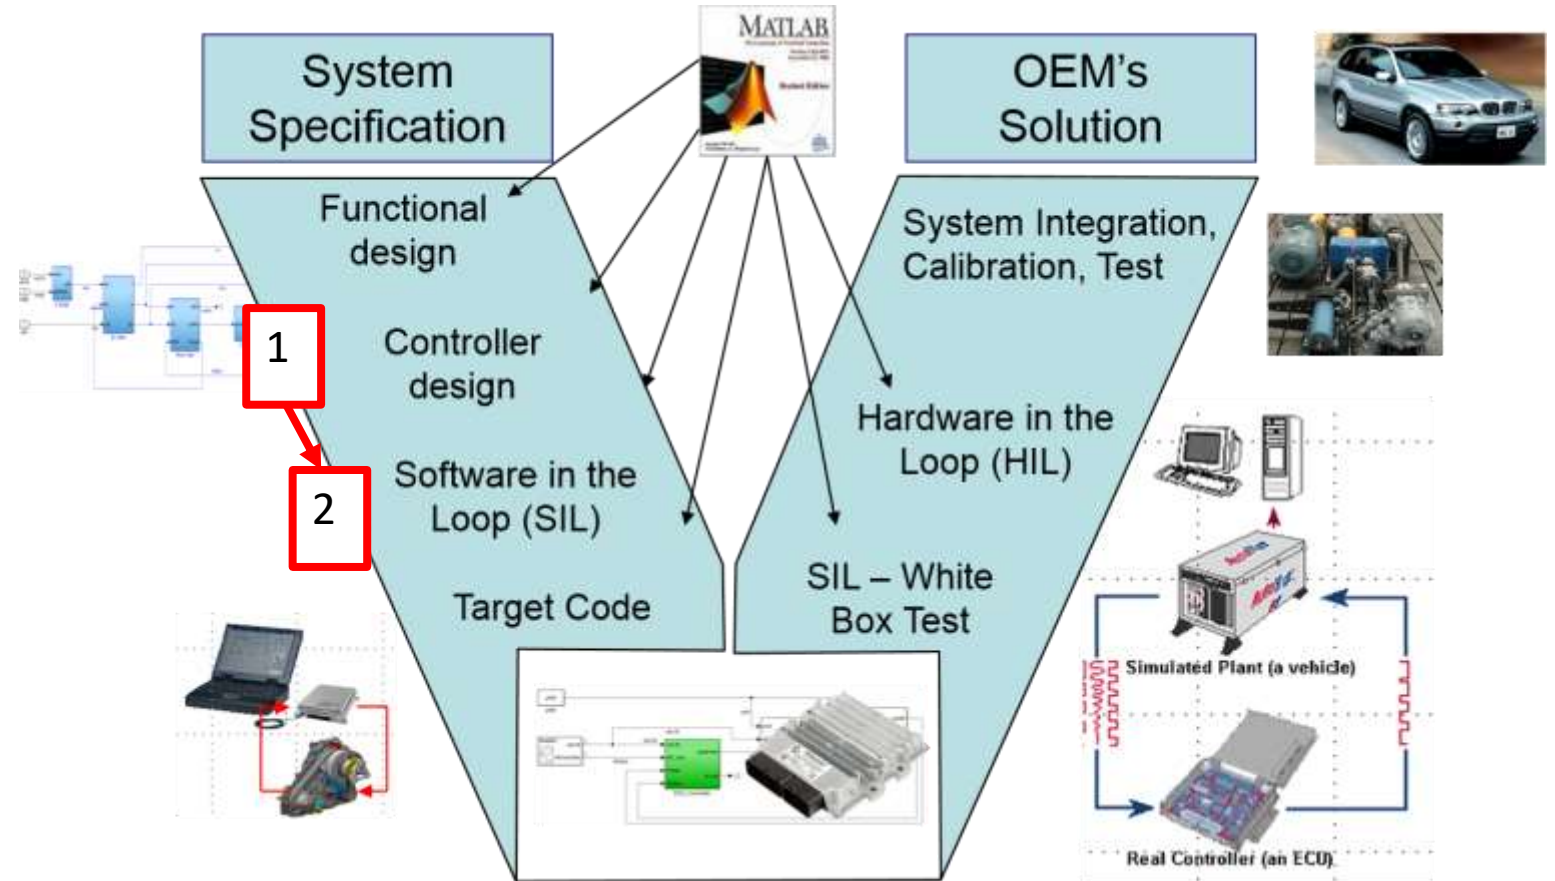 System
Specification
MATLAB
Student Edition
OEM's
Solution
Functional
design
Controller
design
Software in the
Loop (SIL)
Target Code
1
2
System Integration,
Calibration, Test
Hardware in the
Loop (HIL)
SIL – White
Box Test
Simulated Plant (a vehicle)
Real Controller (an ECU)